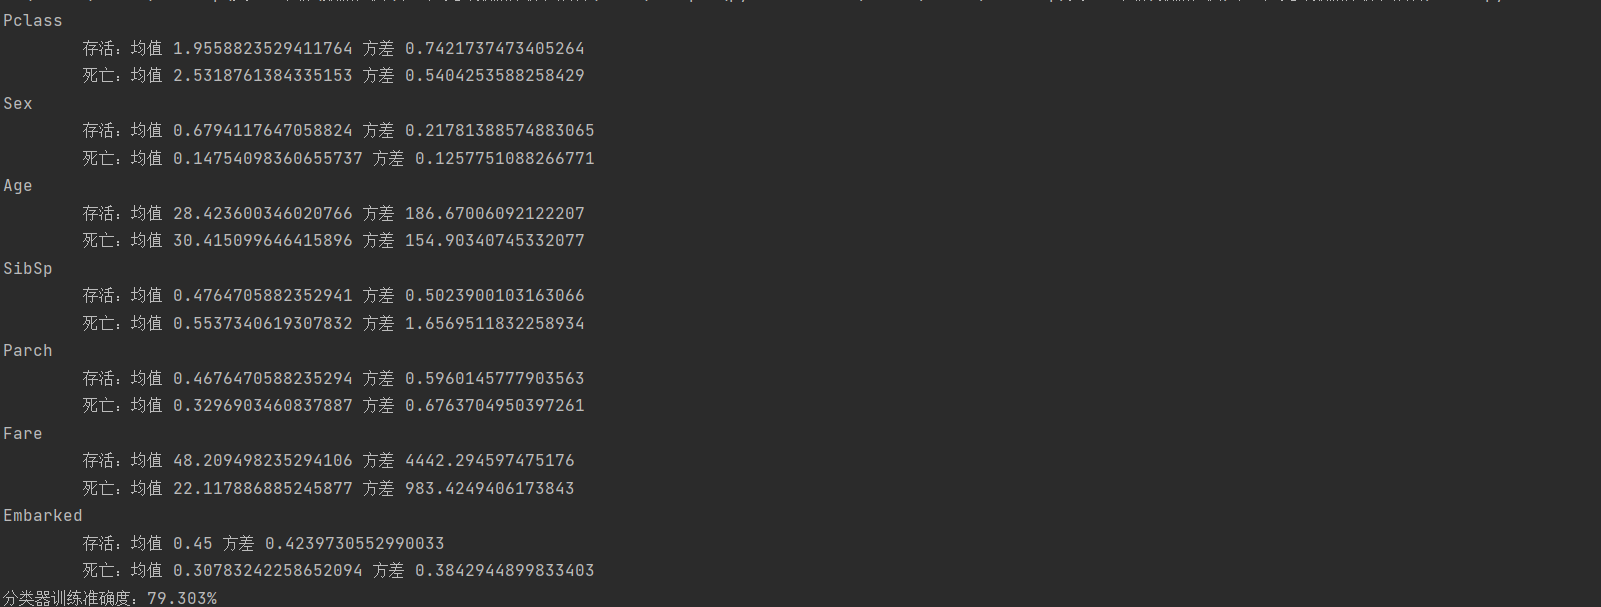 Pclass
存活: 均值 1.9558823529411764 方差 0.7421737473405264
死亡: 均值 2.5318761384335153 方差 0.5404253588258429
Sex
存活: 均值 0.6794117647058824 方差 0.21781388574883065
死亡: 均值 0.14754098360655737 方差 0.1257751088266771
Age
存活: 均值 28.423600346020766 方差 186.67006092122207
死亡: 均值 30.415099646415896 方差 154.90340745332077
SibSp
存活: 均值 0.4764705882352941 方差 0.5023900103163066
死亡: 均值 0.5537340619307832 方差 1.6569511832258934
Parch
存活: 均值 0.4676470588235294 方差 0.5960145777903563
死亡: 均值 0.3296903460837887 方差 0.6763704950397261
Fare
存活: 均值 48.209498235294106 方差 4442.294597475176
死亡: 均值 22.117886885245877 方差 983.4249406173843
Embarked
存活: 均值 0.45 方差 0.4239730552990033
死亡: 均值 0.30783242258652094 方差 0.3842944899833403
分类器训练准确度: 79.303%